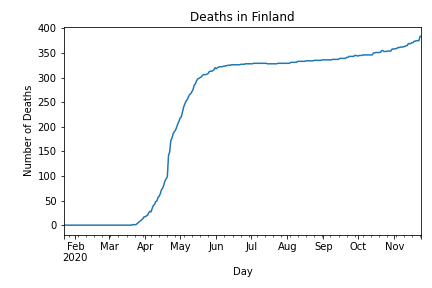 Deaths in Finland
Number of Deaths
400
350
300
250
200
150
100
50
0
Feb Mar Apr May Jun Jul Aug Sep Oct Nov
2020
Day